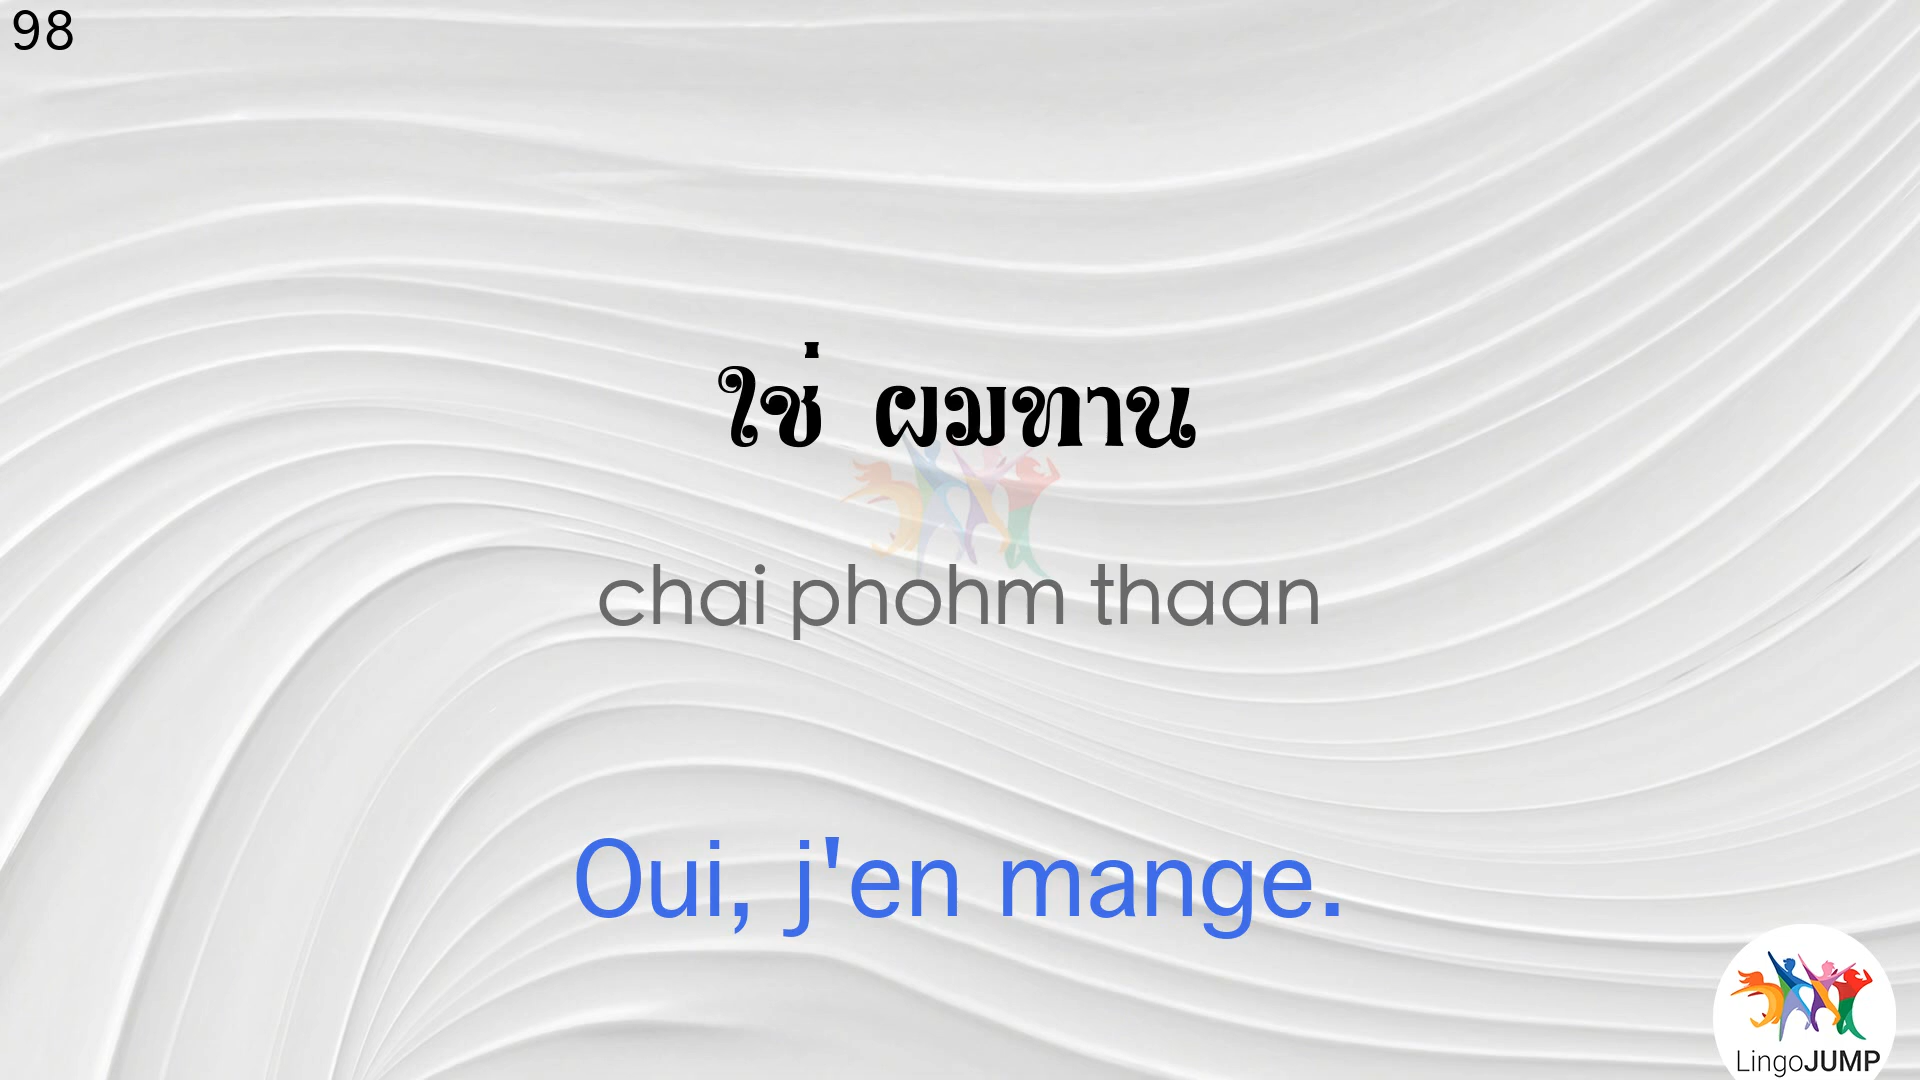 98
ใช่ ผมทาน
chai phohm thaan
Oui, j'en mange.
LingoJUMP